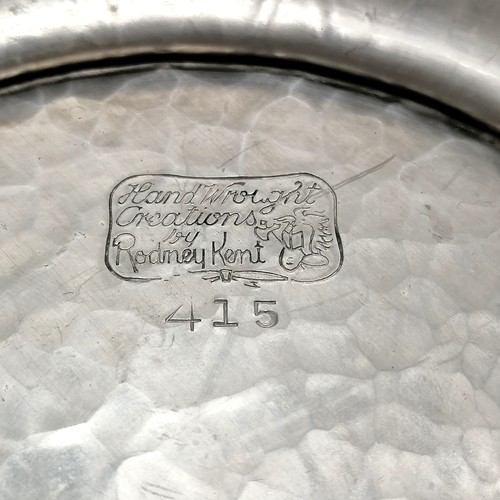 Hand Wrought
Creations
by
Rodney Kent
415